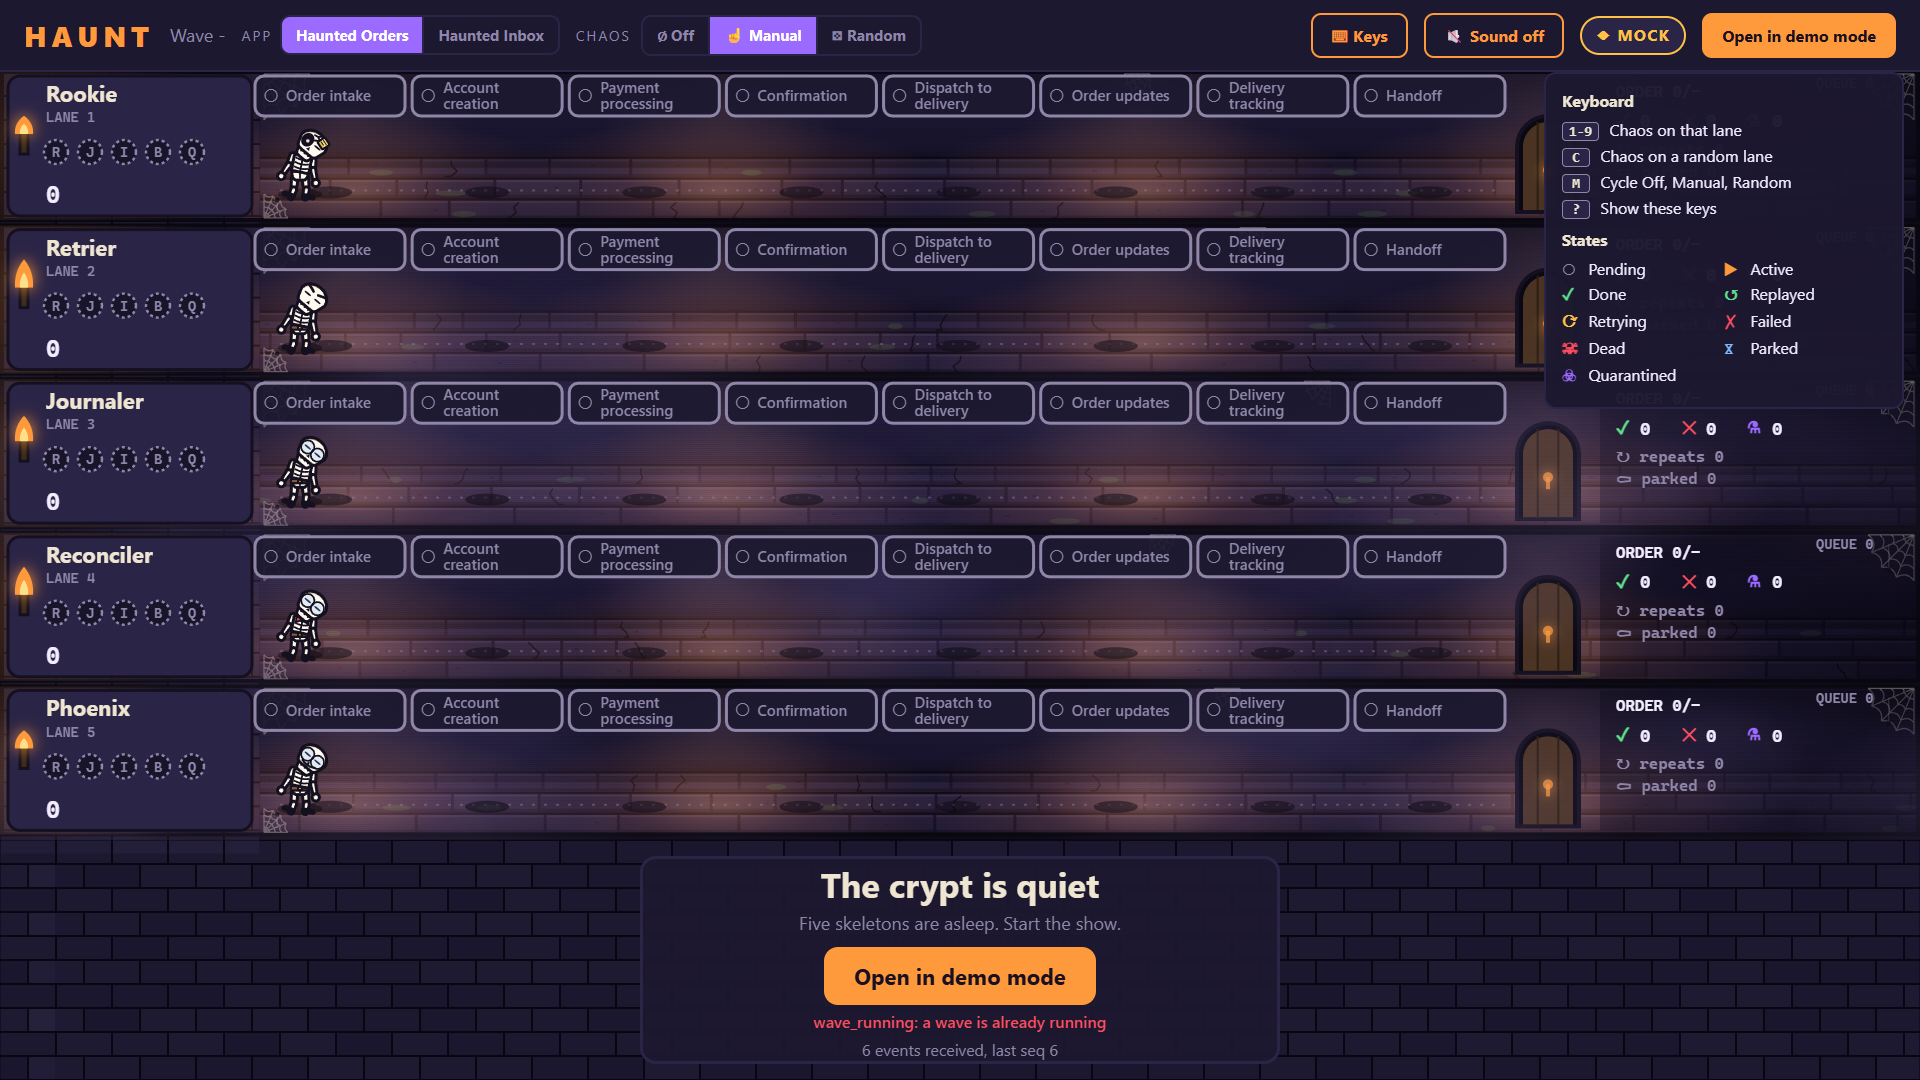 HAUNT Wave - APP Haunted Orders Haunted Inbox CHAOS Ø Off Manual Random Keys Sound off MOCK Open in demo mode
Rookie
LANE 1
R J I B Q
0
Order intake
Account creation
Payment processing
Confirmation
Dispatch to delivery
Order updates
Delivery tracking
Handoff
Keyboard
1-9 Chaos on that lane
C Chaos on a random lane
M Cycle Off, Manual, Random
? Show these keys
States
Pending Active
Done Replayed
Retrying Failed
Dead Parked
Quarantined
Retrier
LANE 2
R J I B Q
0
Order intake
Account creation
Payment processing
Confirmation
Dispatch to delivery
Order updates
Delivery tracking
Handoff
Journaler
LANE 3
R J I B Q
0
Order intake
Account creation
Payment processing
Confirmation
Dispatch to delivery
Order updates
Delivery tracking
Handoff
0 0 0
repeats 0
parked 0
Reconciler
LANE 4
R J I B Q
0
Order intake
Account creation
Payment processing
Confirmation
Dispatch to delivery
Order updates
Delivery tracking
Handoff
ORDER 0/– QUEUE 0
0 0 0
repeats 0
parked 0
Phoenix
LANE 5
R J I B Q
0
Order intake
Account creation
Payment processing
Confirmation
Dispatch to delivery
Order updates
Delivery tracking
Handoff
ORDER 0/– QUEUE 0
0 0 0
repeats 0
parked 0
The crypt is quiet
Five skeletons are asleep. Start the show.
Open in demo mode
wave_running: a wave is already running
6 events received, last seq 6